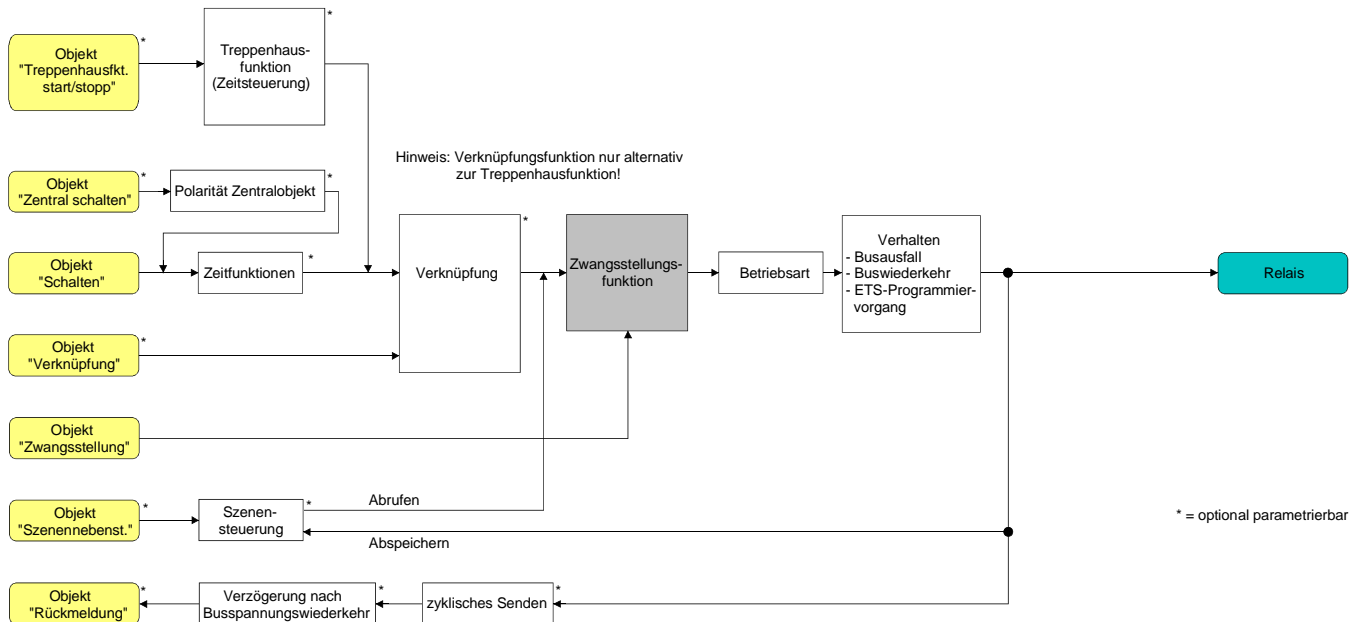 Objekt
"Treppenhausfkt.
start/stopp"
*
Treppenhaus-
funktion
(Zeitsteuerung)
*
Hinweis: Verknüpfungsfunktion nur alternativ
zur Treppenhausfunktion!
Objekt
"Zentral schalten"
*
Polarität Zentralobjekt
*
Objekt
"Schalten"
*
Zeitfunktionen
*
Verknüpfung
*
Zwangsstellungs-
funktion
Betriebsart
Verhalten
- Busausfall
- Buswiederkehr
- ETS-Programmier-
vorgang
Relais
Objekt
"Verknüpfung"
*
Objekt
"Zwangsstellung"
Objekt
"Szenennebenst."
*
Szenen-
steuerung
*
Abrufen
Abspeichern
* = optional parametrierbar
Objekt
"Rückmeldung"
*
Verzögerung nach
Busspannungswiederkehr
*
zyklisches Senden
*